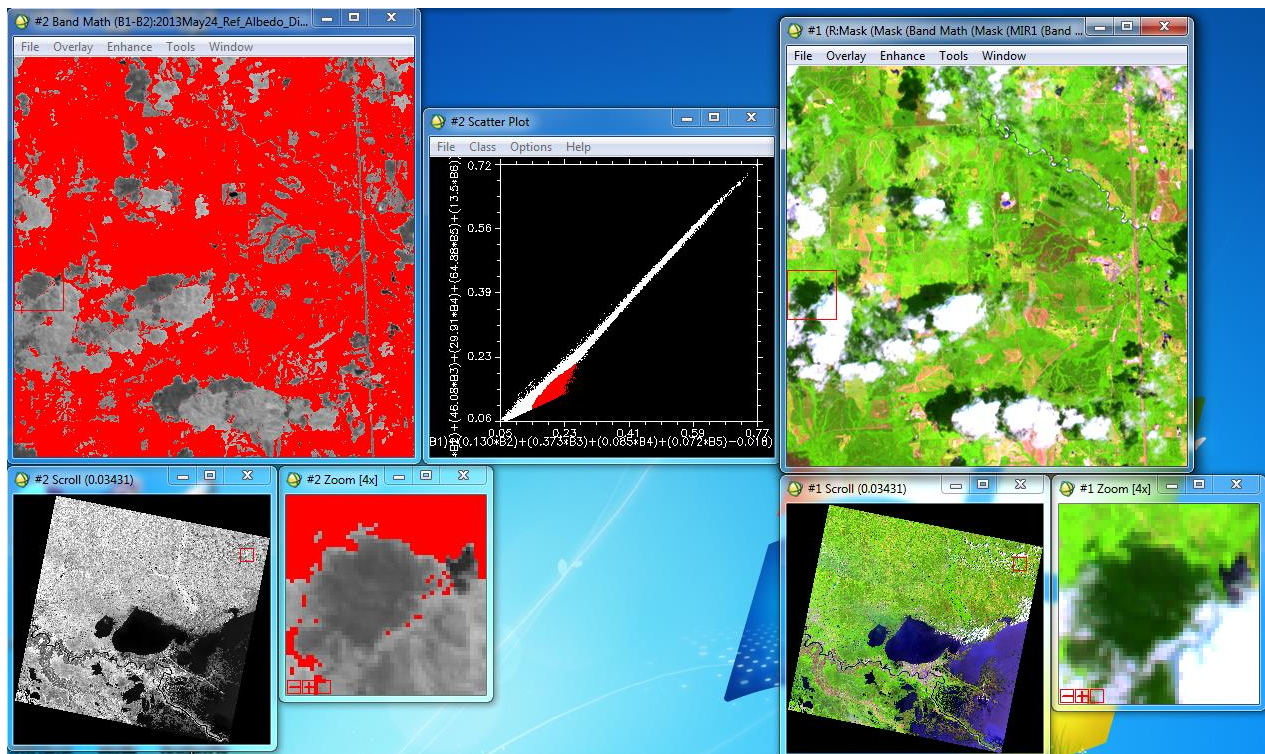 #2 Band Math (B1-B2):2013May24_Ref_Albedo_Di...
File Overlay Enhance Tools Window
#2 Scatter Plot
File Class Options Help
0.72
0.56
0.39
0.23
0.06
*B2)+(46.08*B3)+(29.91*B4)+(64.38*B5)+(13.5*B6))
0.05 0.23 0.41 0.59 0.77
B1)+(0.130*B2)+(0.373*B3)+(0.085*B4)+(0.072*B5)-0.018)
#1 (R:Mask (Mask (Band Math (Mask (MIR1 (Band ...
File Overlay Enhance Tools Window
#2 Scroll (0.03431)
#2 Zoom [4x]
#1 Scroll (0.03431)
#1 Zoom [4x]